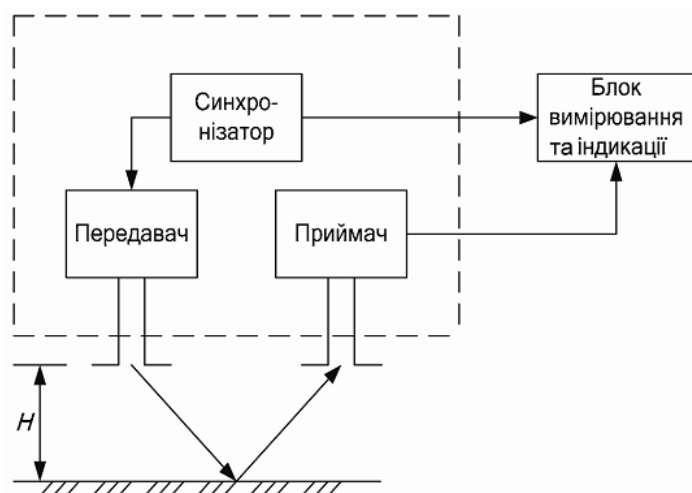 Синхро-
нізатор
Блок
вимірювання
та індикації
Передавач
Приймач
H